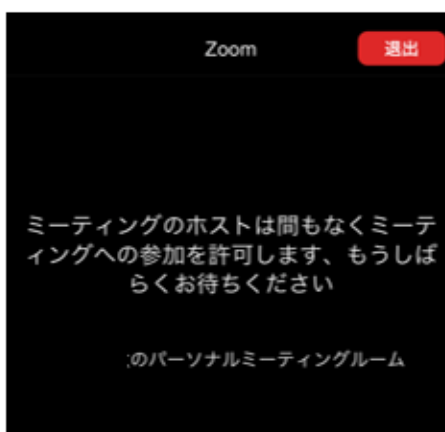 Zoom
退出
ミーティングのホストは間もなくミーテ
ィングへの参加を許可します、もうしば
らくお待ちください
のパーソナルミーティングルーム